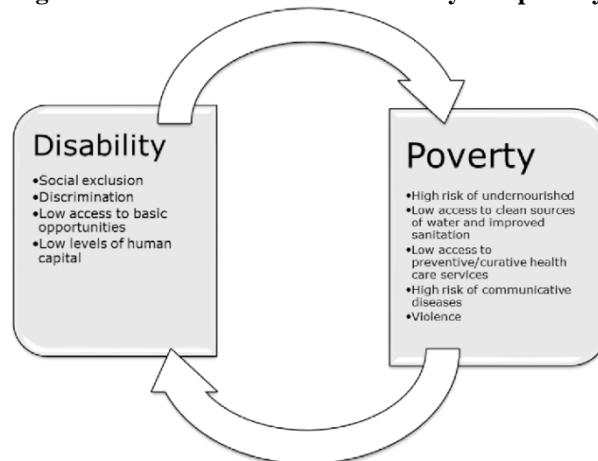 Disability
•Social exclusion
•Discrimination
•Low access to basic
opportunities
•Low levels of human
capital
Poverty
•High risk of undernourished
•Low access to clean sources
of water and improved
sanitation
•Low access to
preventive/curative health
care services
•High risk of communicative
diseases
•Violence